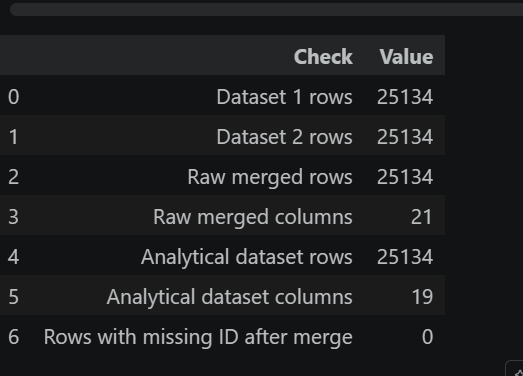 Check Value
0 Dataset 1 rows 25134
1 Dataset 2 rows 25134
2 Raw merged rows 25134
3 Raw merged columns 21
4 Analytical dataset rows 25134
5 Analytical dataset columns 19
6 Rows with missing ID after merge 0